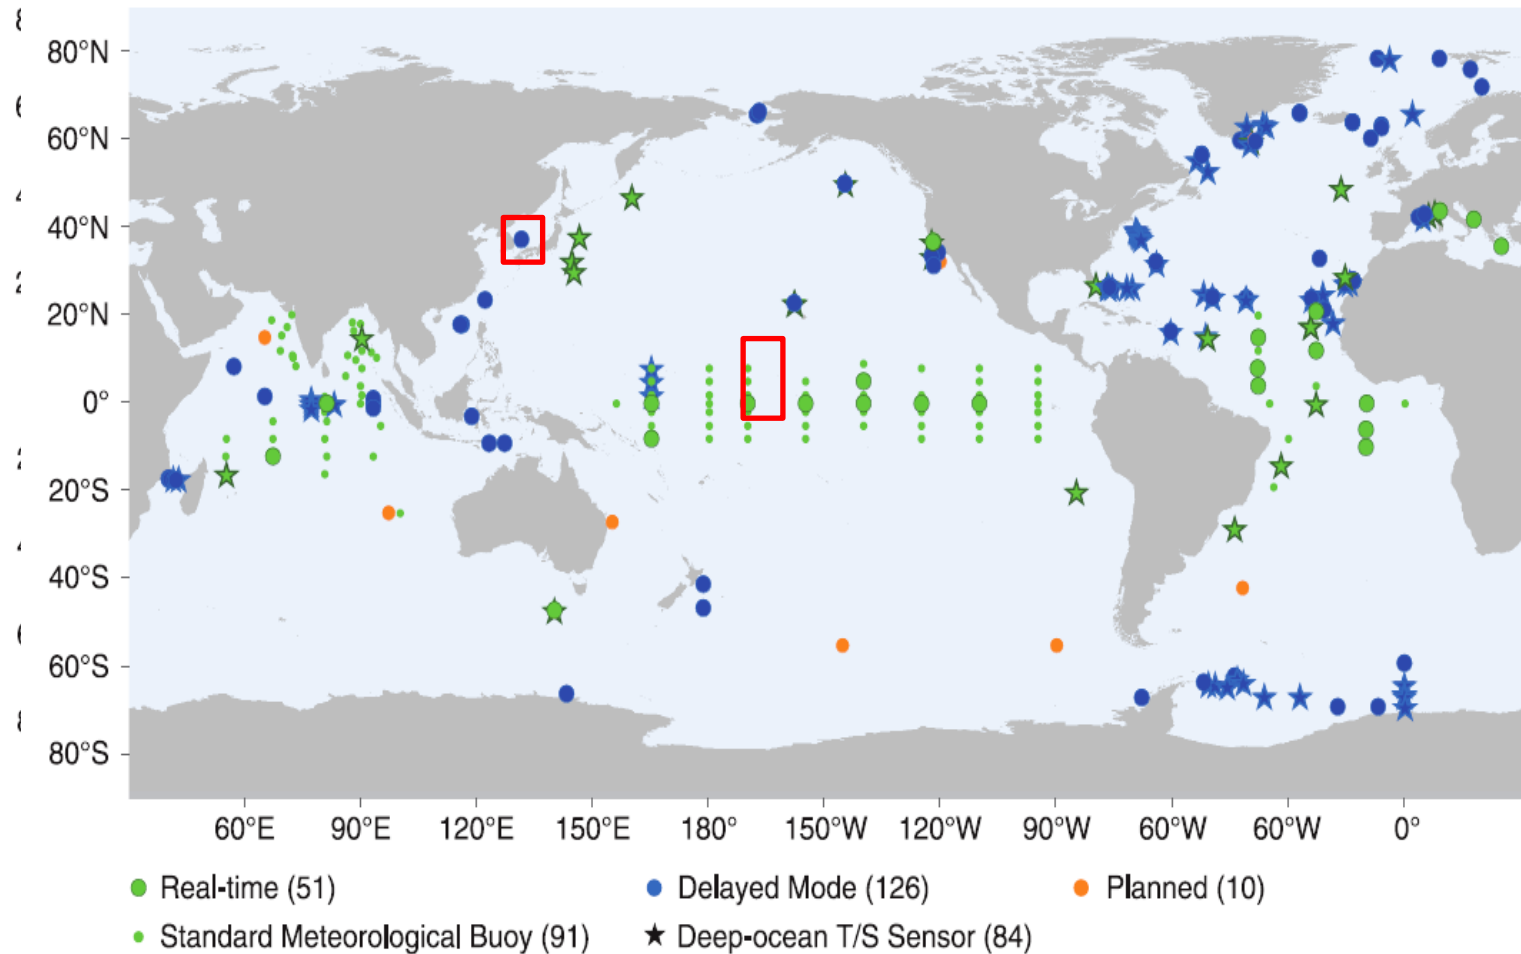 80°N
60°N
40°N
20°N
0°
20°S
40°S
60°S
80°S
60°E 90°E 120°E 150°E 180° 150°W 120°W 90°W 60°W 60°W 0°
Real-time (51) Delayed Mode (126) Planned (10)
Standard Meteorological Buoy (91) Deep-ocean T/S Sensor (84)